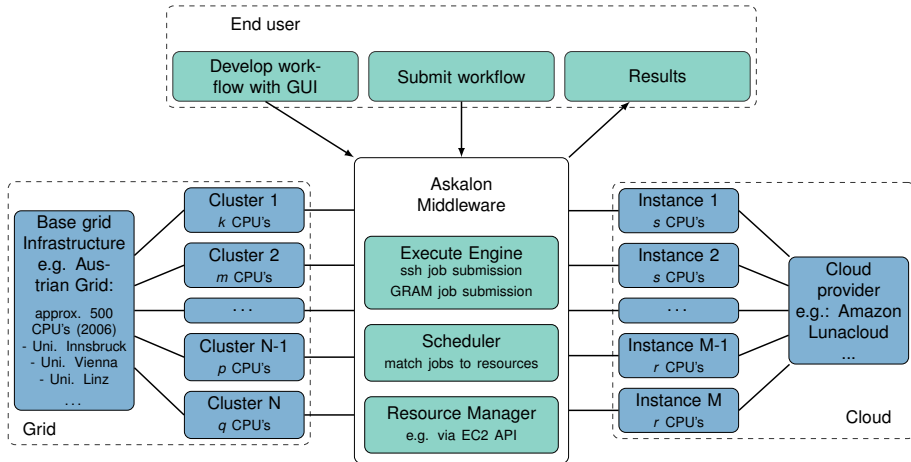 End user
Develop work-
flow with GUI
Submit workflow
Results
Askalon
Middleware
Execute Engine
ssh job submission
GRAM job submission
Scheduler
match jobs to resources
Resource Manager
e.g. via EC2 API
Base grid
Infrastructure
e.g. Aus-
trian Grid:
approx. 500
CPU's (2006)
- Uni. Innsbruck
- Uni. Vienna
- Uni. Linz
...
Grid
Cluster 1
k CPU's
Cluster 2
m CPU's
...
Cluster N-1
p CPU's
Cluster N
q CPU's
Instance 1
s CPU's
Instance 2
s CPU's
...
Instance M-1
r CPU's
Instance M
r CPU's
Cloud
provider
e.g.: Amazon
Lunacloud
...
Cloud